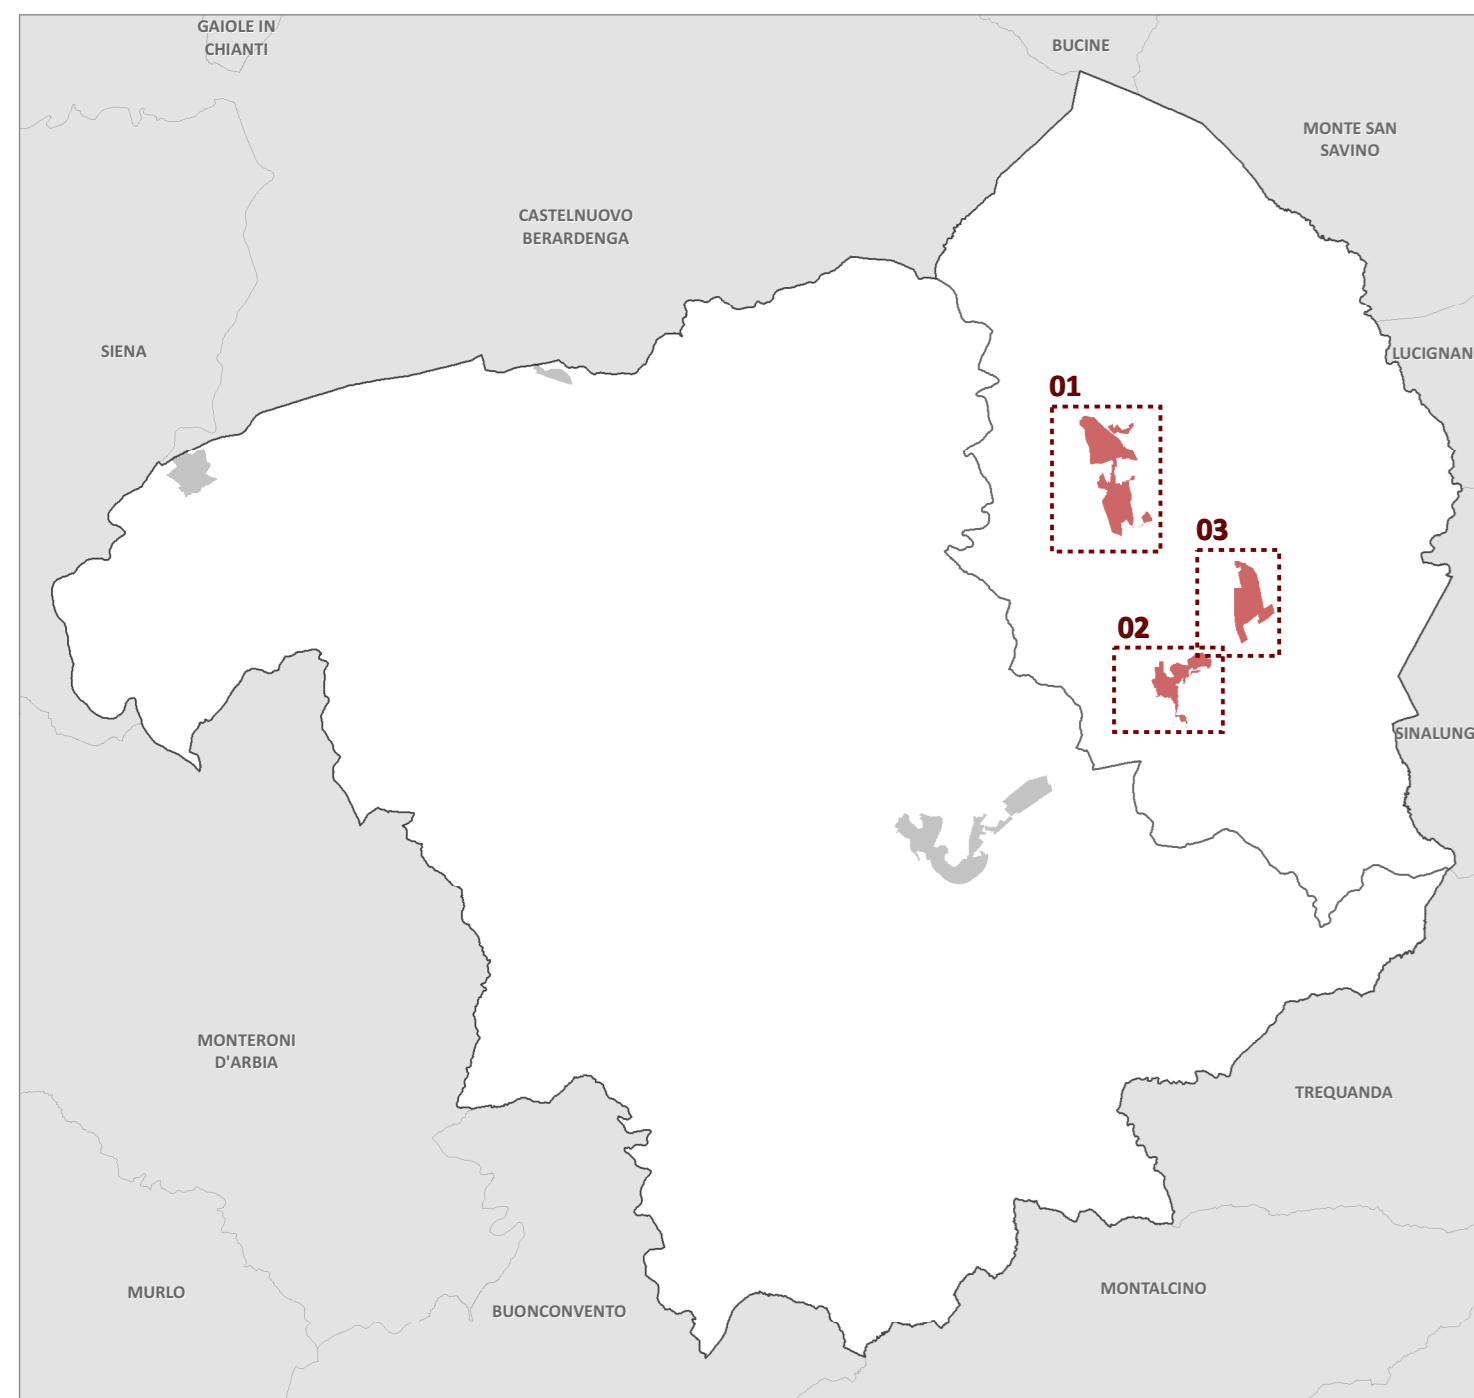 GAIOLE IN
CHIANTI
BUCINE
MONTE SAN
SAVINO
CASTELNUOVO
BERARDENGA
SIENA
LUCIGNAN
01
03
02
SINALUNG
MONTERONI
D'ARBIA
TREQUANDA
MURLO
MONTALCINO
BUONCONVENTO